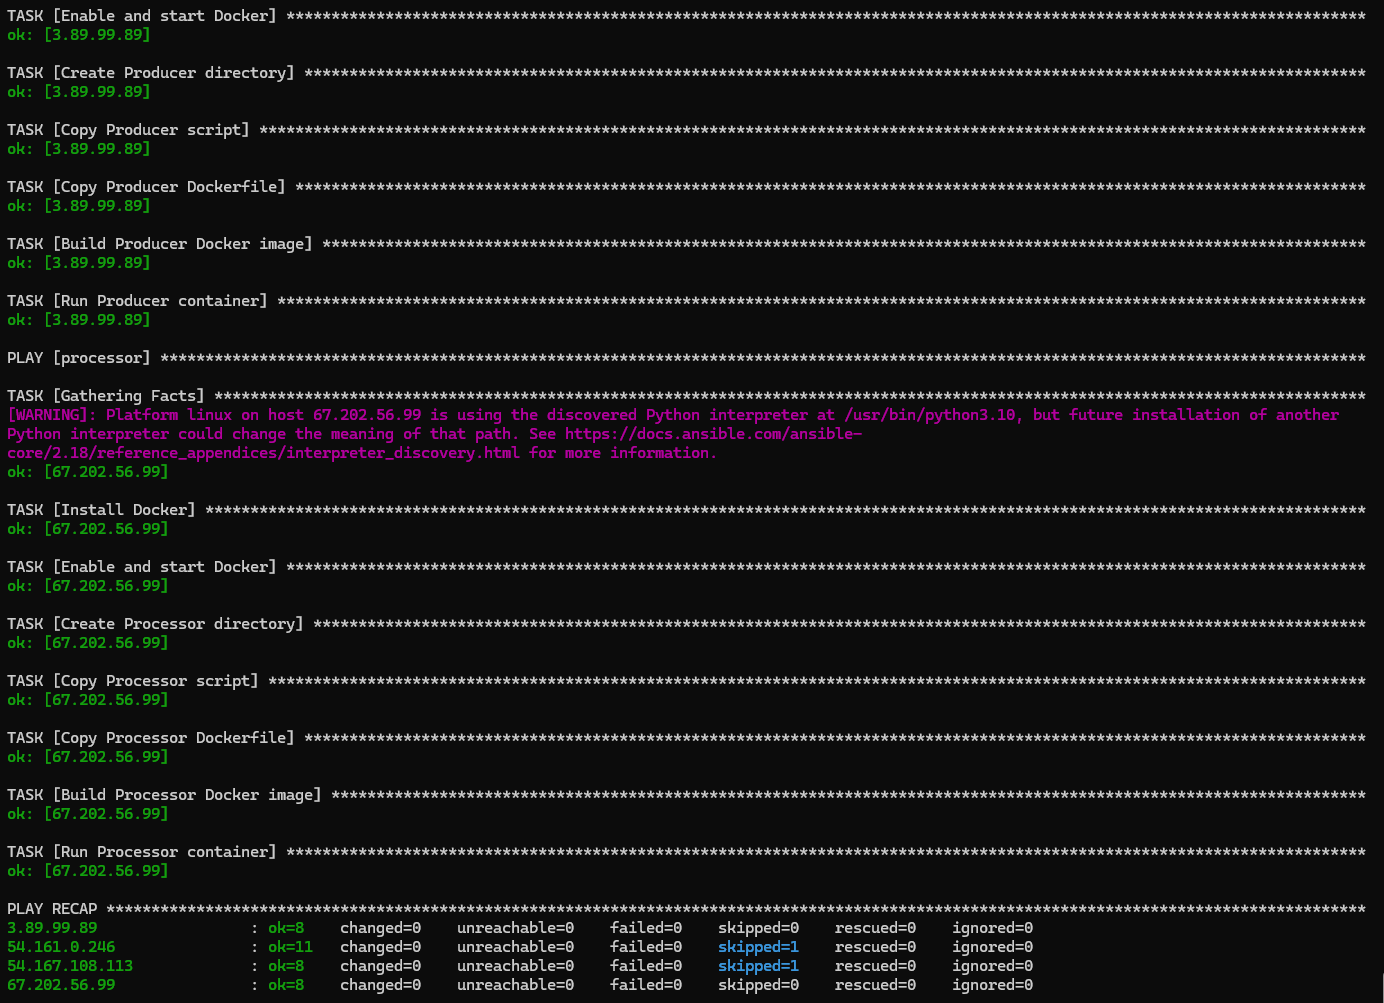 TASK [Enable and start Docker] ************************************************************************************************************************
ok: [3.89.99.89]
TASK [Create Producer directory] **********************************************************************************************************************
ok: [3.89.99.89]
TASK [Copy Producer script] ***************************************************************************************************************************
ok: [3.89.99.89]
TASK [Copy Producer Dockerfile] ***********************************************************************************************************************
ok: [3.89.99.89]
TASK [Build Producer Docker image] ********************************************************************************************************************
ok: [3.89.99.89]
TASK [Run Producer container] *************************************************************************************************************************
ok: [3.89.99.89]
PLAY [processor] **************************************************************************************************************************************
TASK [Gathering Facts] ********************************************************************************************************************************
[WARNING]: Platform linux on host 67.202.56.99 is using the discovered Python interpreter at /usr/bin/python3.10, but future installation of another
Python interpreter could change the meaning of that path. See https://docs.ansible.com/ansible-
core/2.18/reference_appendices/interpreter_discovery.html for more information.
ok: [67.202.56.99]
TASK [Install Docker] *********************************************************************************************************************************
ok: [67.202.56.99]
TASK [Enable and start Docker] ************************************************************************************************************************
ok: [67.202.56.99]
TASK [Create Processor directory] *********************************************************************************************************************
ok: [67.202.56.99]
TASK [Copy Processor script] **************************************************************************************************************************
ok: [67.202.56.99]
TASK [Copy Processor Dockerfile] **********************************************************************************************************************
ok: [67.202.56.99]
TASK [Build Processor Docker image] *******************************************************************************************************************
ok: [67.202.56.99]
TASK [Run Processor container] ************************************************************************************************************************
ok: [67.202.56.99]
PLAY RECAP ********************************************************************************************************************************************
3.89.99.89                 : ok=8    changed=0    unreachable=0    failed=0    skipped=0    rescued=0    ignored=0
54.161.0.246               : ok=11   changed=0    unreachable=0    failed=0    skipped=1    rescued=0    ignored=0
54.167.108.113             : ok=8    changed=0    unreachable=0    failed=0    skipped=1    rescued=0    ignored=0
67.202.56.99               : ok=8    changed=0    unreachable=0    failed=0    skipped=0    rescued=0    ignored=0